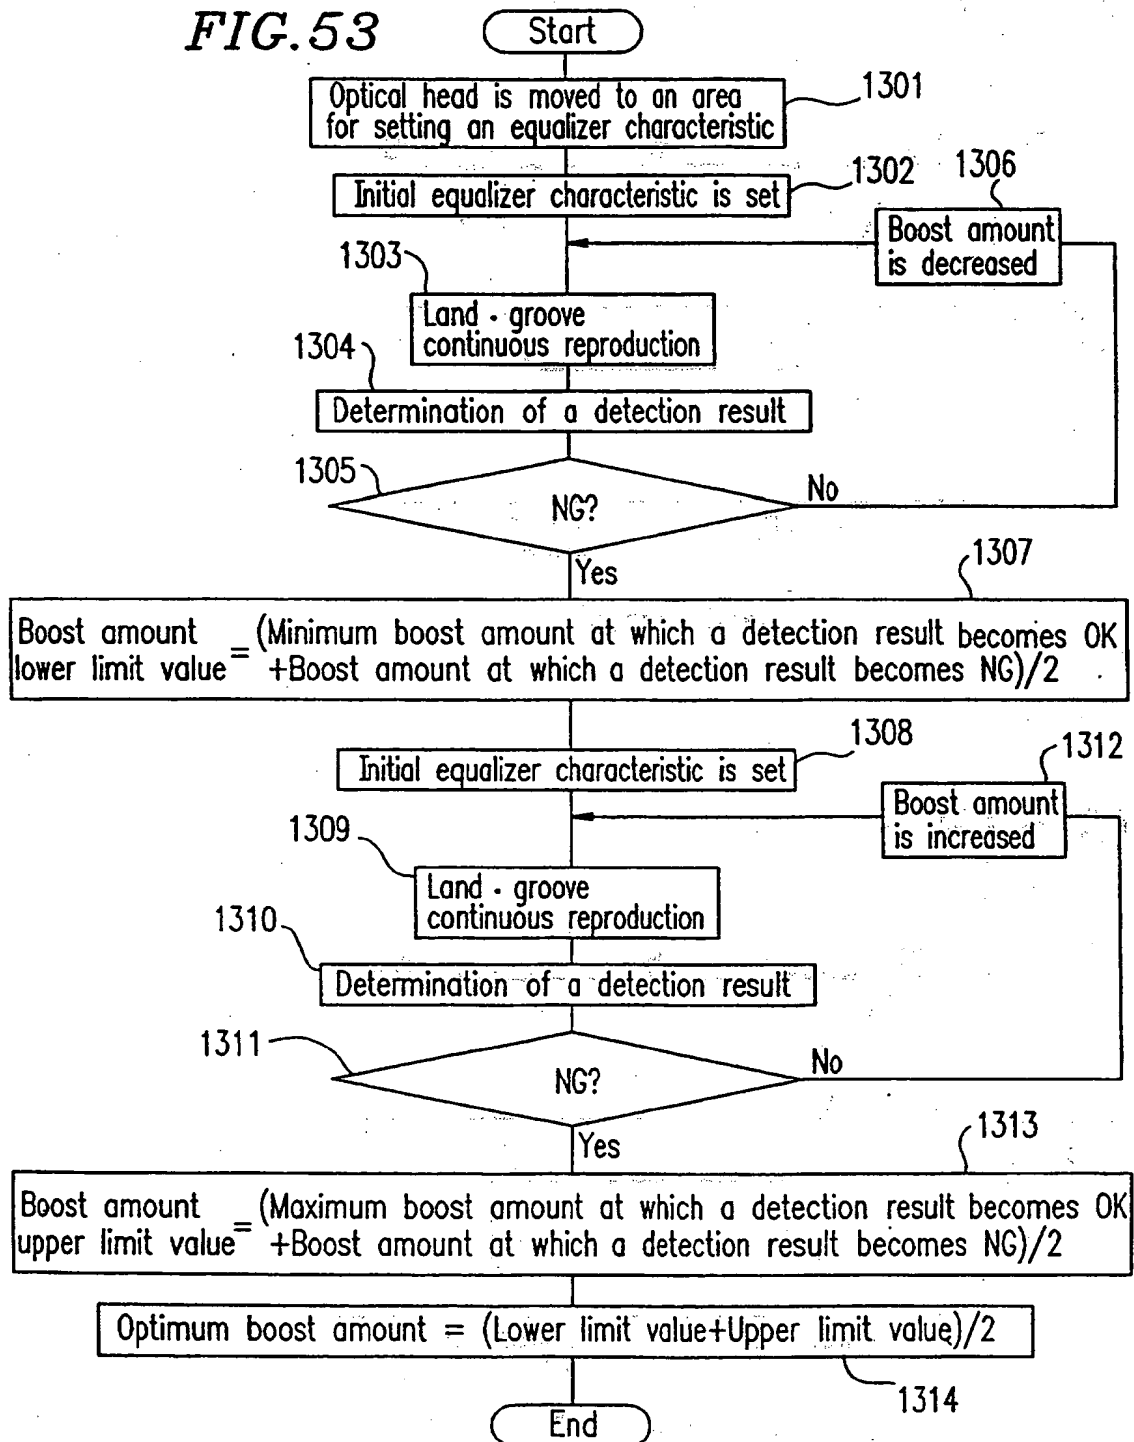 FIG.53
Start
1301
Optical head is moved to an area
for setting an equalizer characteristic
1302
Initial equalizer characteristic is set
1306
Boost amount
is decreased
1303
Land · groove
continuous reproduction
1304
Determination of a detection result
1305
NG?
No
Yes
1307
Boost amount
lower limit value
=
(Minimum boost amount at which a detection result becomes OK
+Boost amount at which a detection result becomes NG)/2
1308
Initial equalizer characteristic is set
1312
Boost amount
is increased
1309
Land · groove
continuous reproduction
1310
Determination of a detection result
1311
NG?
No
Yes
1313
Boost amount
upper limit value
=
(Maximum boost amount at which a detection result becomes OK
+Boost amount at which a detection result becomes NG)/2
Optimum boost amount = (Lower limit value+Upper limit value)/2
1314
End